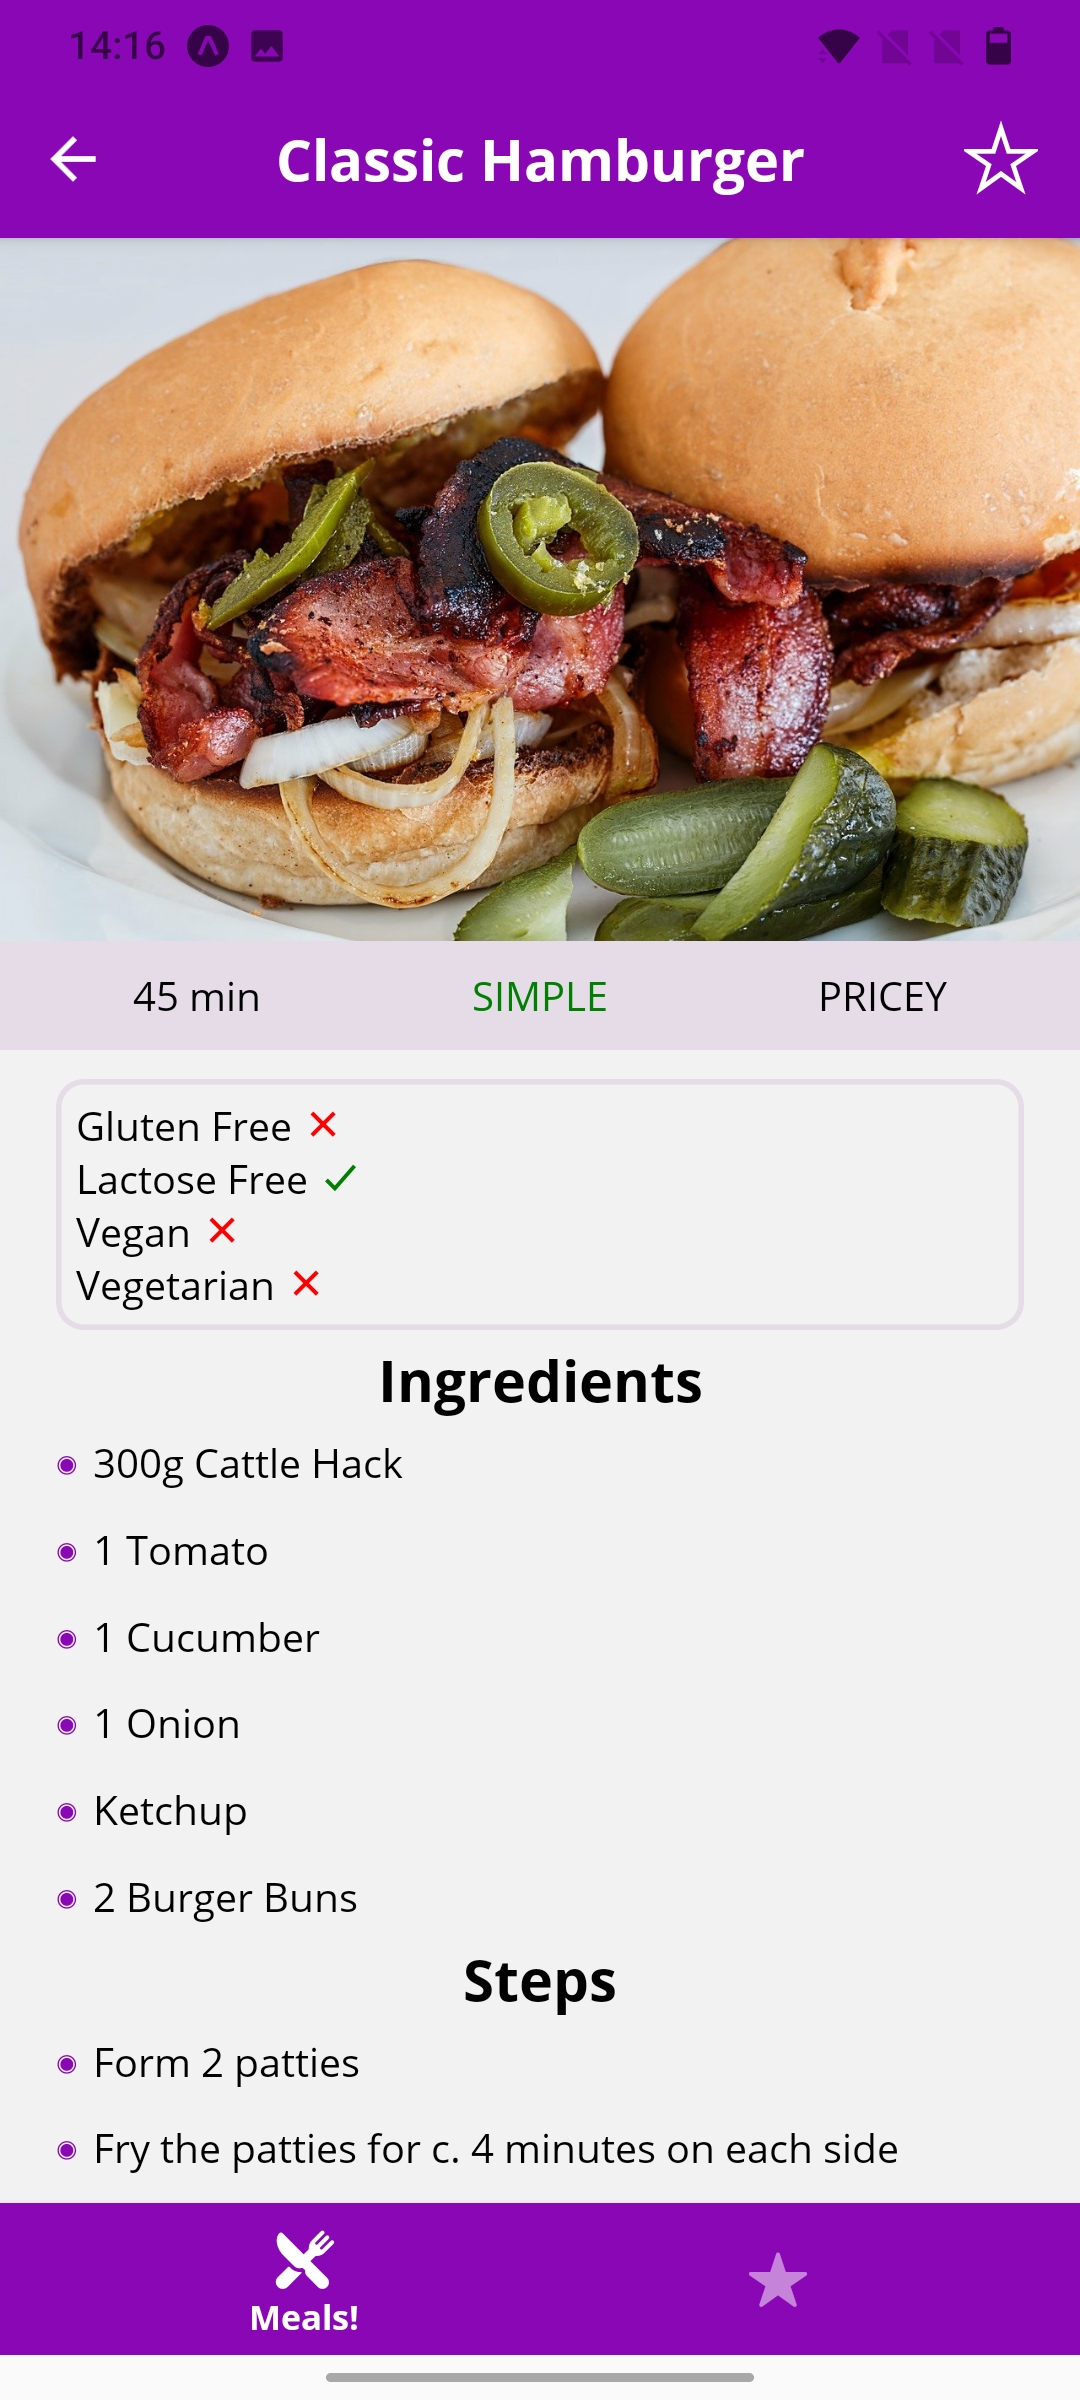 14:16
Classic Hamburger
45 min SIMPLE PRICEY
Gluten Free
Lactose Free
Vegan
Vegetarian
Ingredients
300g Cattle Hack
1 Tomato
1 Cucumber
1 Onion
Ketchup
2 Burger Buns
Steps
Form 2 patties
Fry the patties for c. 4 minutes on each side
Meals!